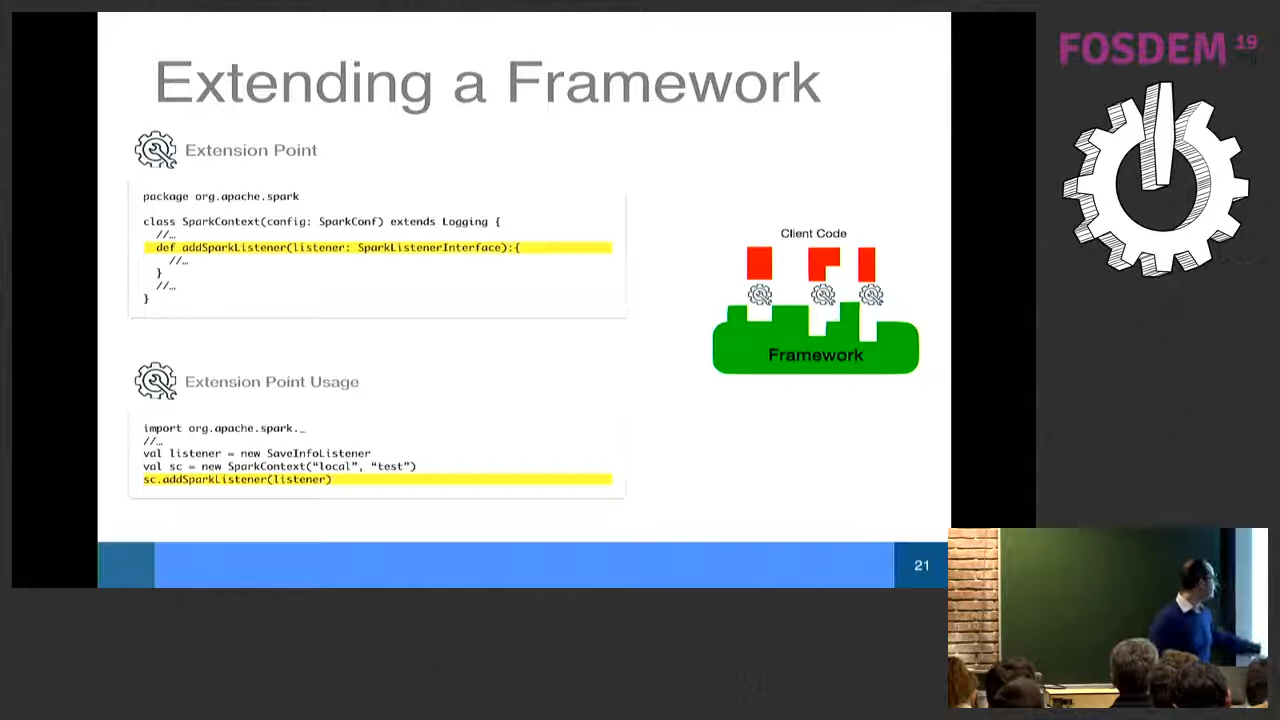 Extending a Framework
Extension Point
package org.apache.spark
class SparkContext(config: SparkConf) extends Logging {
//…
def addSparkListener(listener: SparkListenerInterface):{
//…
}
//…
}
Extension Point Usage
import org.apache.spark._
//…
val listener = new SaveInfoListener
val sc = new SparkContext(“local”, “test”)
sc.addSparkListener(listener)
Client Code
Framework
21
FOSDEM 19